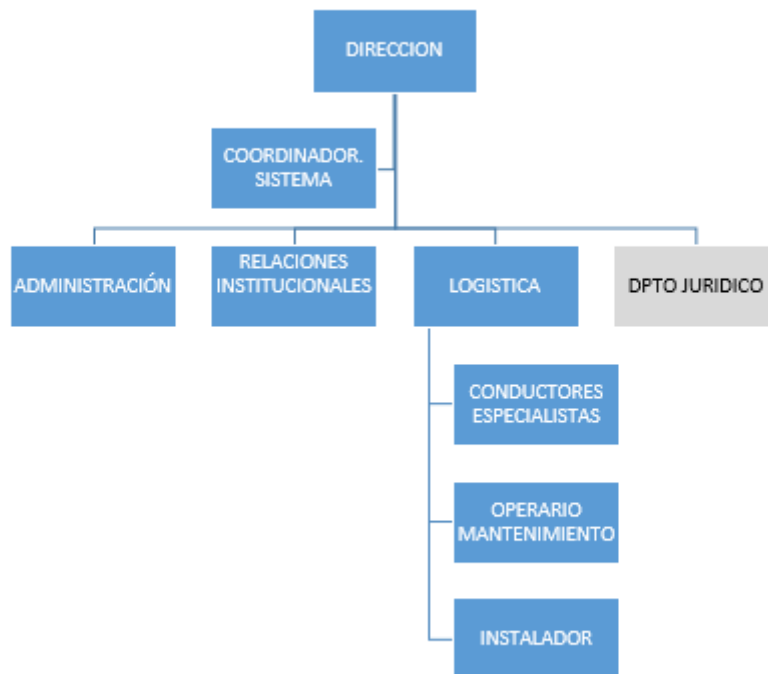 DIRECCION
COORDINADOR.
SISTEMA
ADMINISTRACIÓN
RELACIONES
INSTITUCIONALES
LOGISTICA
DPTO JURIDICO
CONDUCTORES
ESPECIALISTAS
OPERARIO
MANTENIMIENTO
INSTALADOR